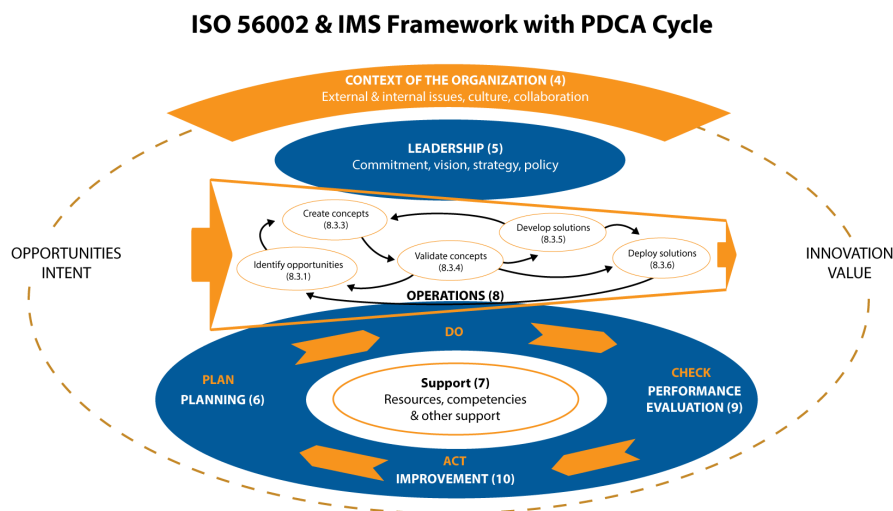 ISO 56002 & IMS Framework with PDCA Cycle
CONTEXT OF THE ORGANIZATION (4)
External & internal issues, culture, collaboration
LEADERSHIP (5)
Commitment, vision, strategy, policy
OPPORTUNITIES
INTENT
Create concepts
(8.3.3)
Develop solutions
(8.3.5)
Identify opportunities
(8.3.1)
Validate concepts
(8.3.4)
Deploy solutions
(8.3.6)
INNOVATION
VALUE
OPERATIONS (8)
DO
PLAN
PLANNING (6)
Support (7)
Resources, competencies
& other support
CHECK
PERFORMANCE
EVALUATION (9)
ACT
IMPROVEMENT (10)